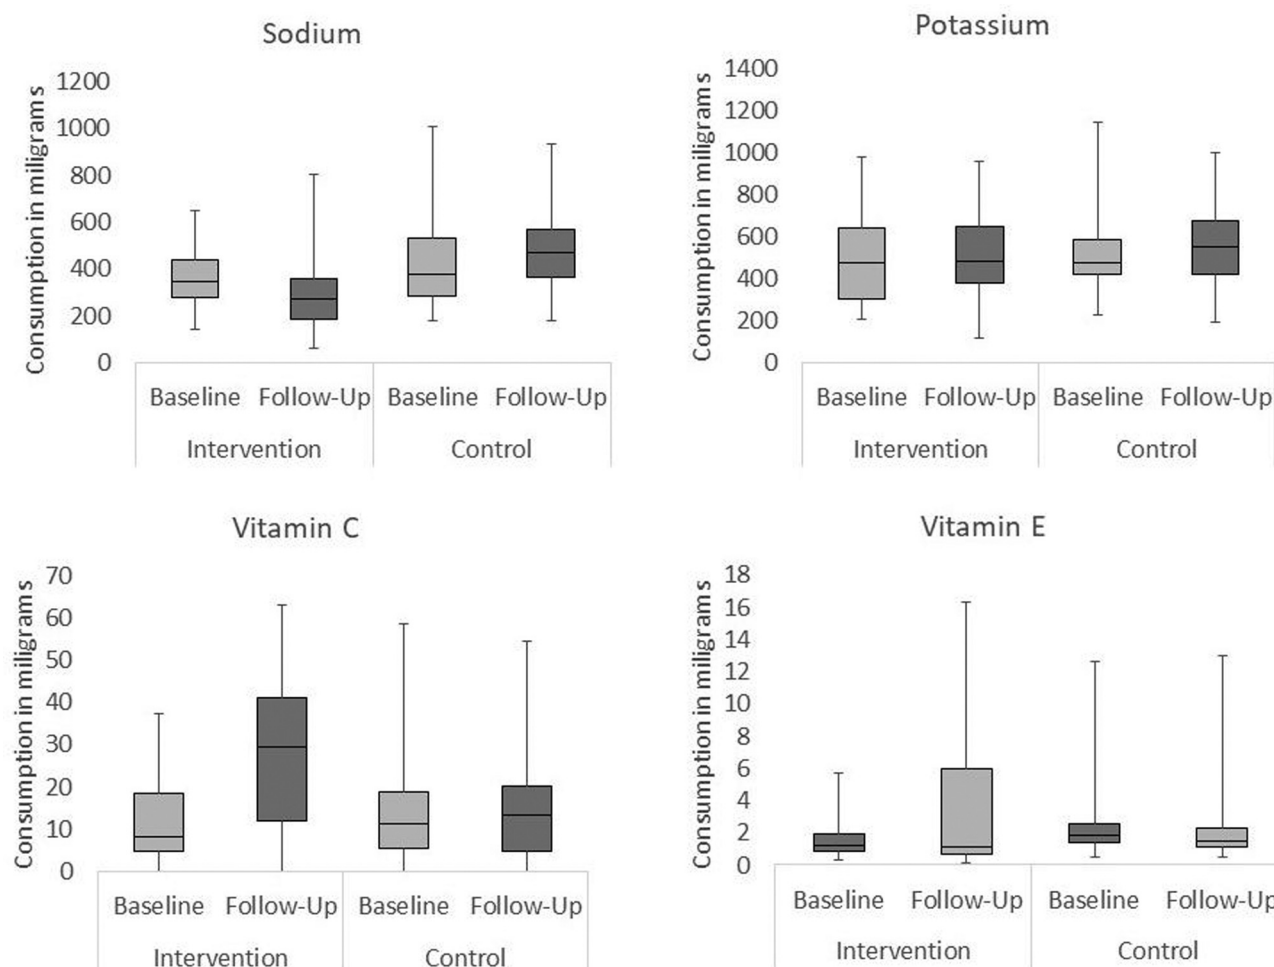 Sodium
Consumption in miligrams
1200
1000
800
600
400
200
0
Baseline Follow-Up Baseline Follow-Up
Intervention Control
Potassium
Consumption in miligrams
1400
1200
1000
800
600
400
200
0
Baseline Follow-Up Baseline Follow-Up
Intervention Control
Vitamin C
Consumption in miligrams
70
60
50
40
30
20
10
0
Baseline Follow-Up Baseline Follow-Up
Intervention Control
Vitamin E
Consumption in miligrams
18
16
14
12
10
8
6
4
2
0
Baseline Follow-Up Baseline Follow-Up
Intervention Control